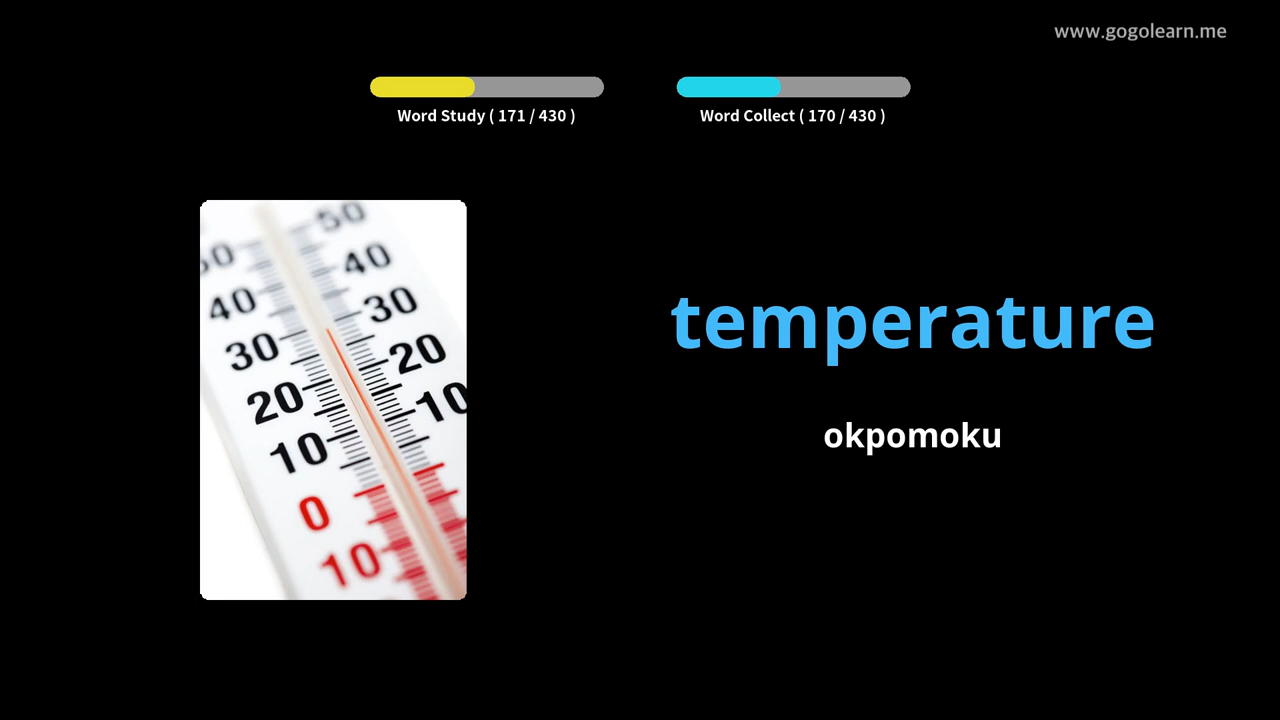 www.gogolearn.me
Word Study ( 171 / 430 )
Word Collect ( 170 / 430 )
50
50
40
40
30
30
20
20
10
10
0
10
temperature
okpomoku